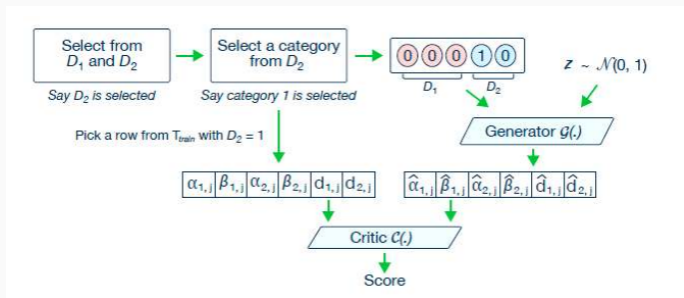 Select from
D₁ and D₂
Select a category
from D₂
0 0 0 1 0
D₁ D₂
z ~ 𝒩(0, 1)
Say D₂ is selected
Say category 1 is selected
Pick a row from Tₜᵣₐᵢₙ with D₂ = 1
Generator 𝒢(.)
α₁,ⱼ β₁,ⱼ α₂,ⱼ β₂,ⱼ d₁,ⱼ d₂,ⱼ
α̂₁,ⱼ β̂₁,ⱼ α̂₂,ⱼ β̂₂,ⱼ d̂₁,ⱼ d̂₂,ⱼ
Critic 𝒞(.)
Score